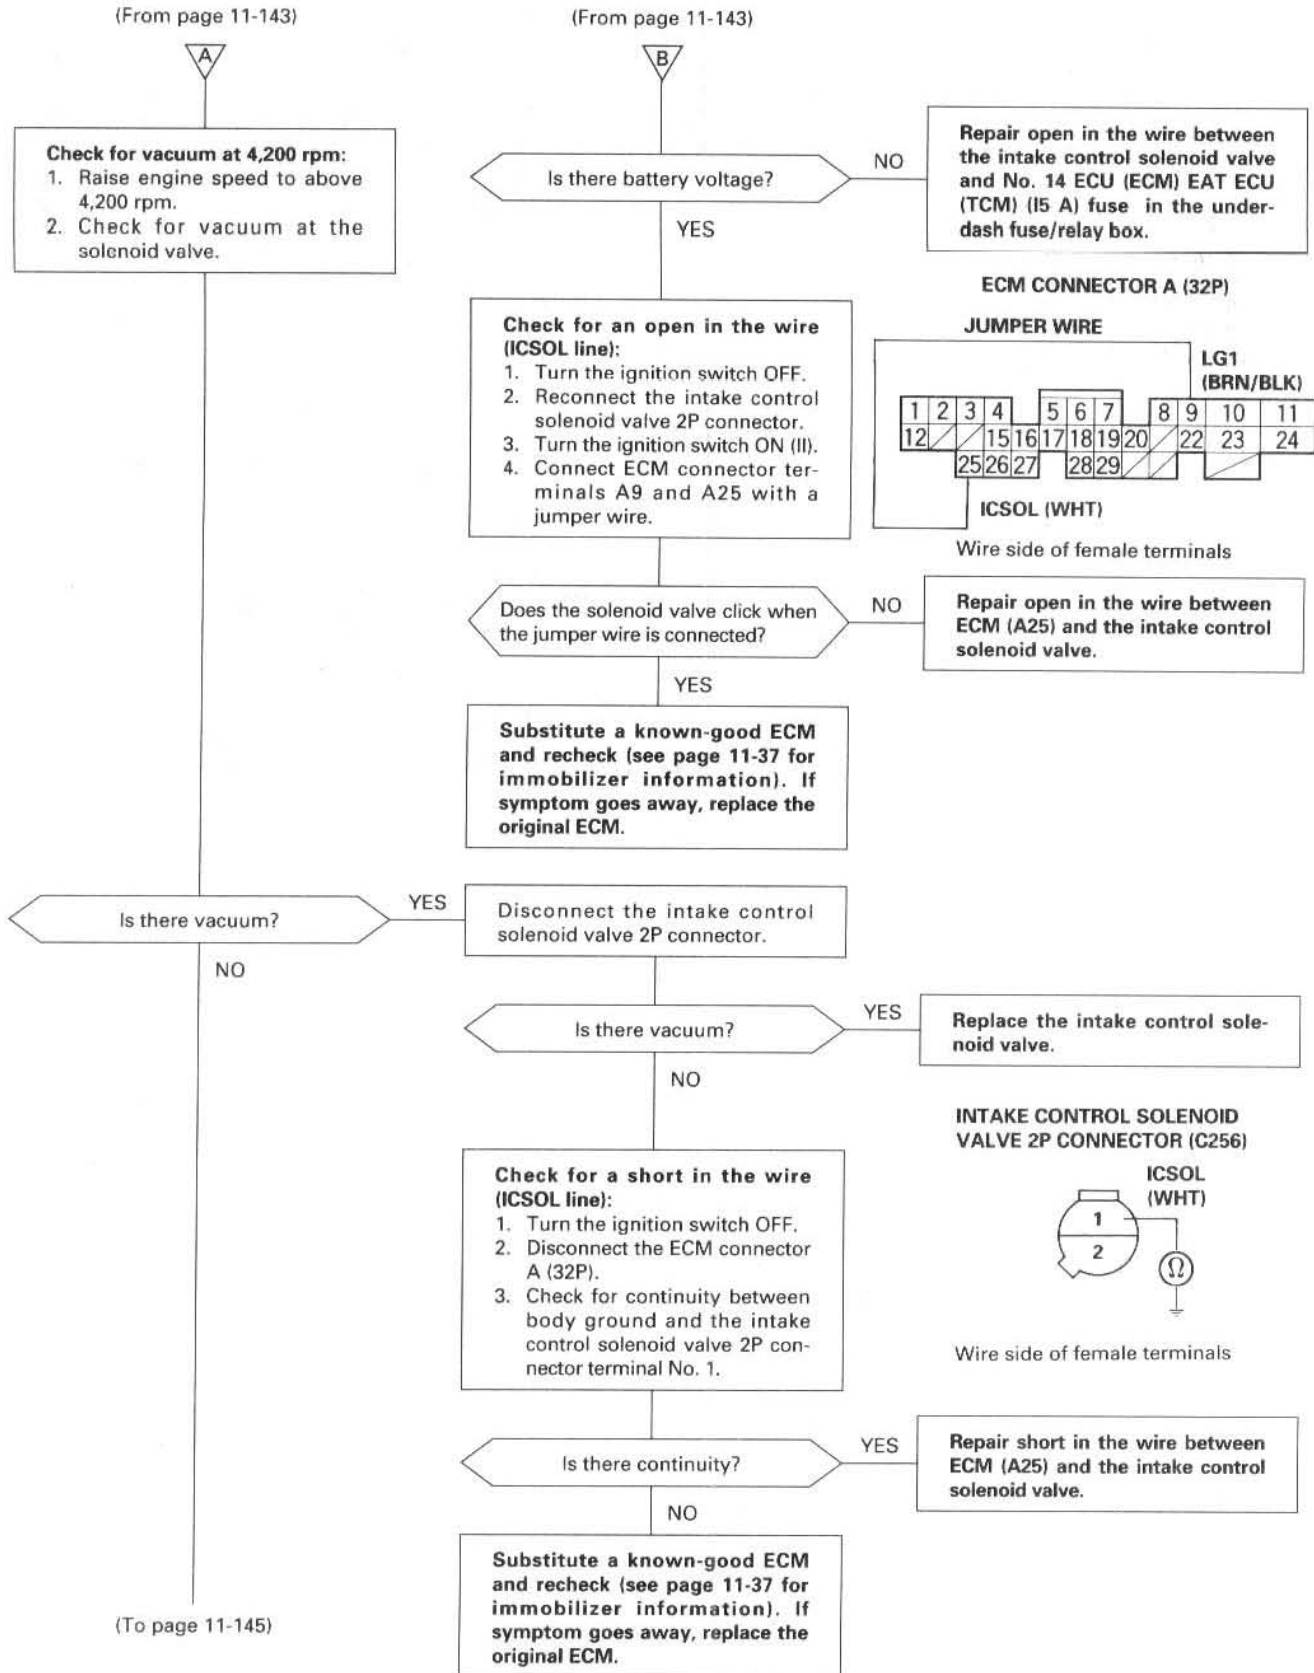 (From page 11-143)
A
Check for vacuum at 4,200 rpm:
1. Raise engine speed to above
4,200 rpm.
2. Check for vacuum at the
solenoid valve.
(From page 11-143)
B
Is there battery voltage?
NO
Repair open in the wire between
the intake control solenoid valve
and No. 14 ECU (ECM) EAT ECU
(TCM) (I5 A) fuse in the under-
dash fuse/relay box.
YES
Check for an open in the wire
(ICSOL line):
1. Turn the ignition switch OFF.
2. Reconnect the intake control
solenoid valve 2P connector.
3. Turn the ignition switch ON (II).
4. Connect ECM connector ter-
minals A9 and A25 with a
jumper wire.
ECM CONNECTOR A (32P)
JUMPER WIRE
LG1
(BRN/BLK)
1 2 3 4 5 6 7 8 9 10 11
12 15 16 17 18 19 20 22 23 24
25 26 27 28 29
ICSOL (WHT)
Wire side of female terminals
Does the solenoid valve click when
the jumper wire is connected?
NO
Repair open in the wire between
ECM (A25) and the intake control
solenoid valve.
YES
Substitute a known-good ECM
and recheck (see page 11-37 for
immobilizer information). If
symptom goes away, replace the
original ECM.
Is there vacuum?
YES
Disconnect the intake control
solenoid valve 2P connector.
NO
Is there vacuum?
YES
Replace the intake control sole-
noid valve.
NO
Check for a short in the wire
(ICSOL line):
1. Turn the ignition switch OFF.
2. Disconnect the ECM connector
A (32P).
3. Check for continuity between
body ground and the intake
control solenoid valve 2P con-
nector terminal No. 1.
INTAKE CONTROL SOLENOID
VALVE 2P CONNECTOR (C256)
ICSOL
(WHT)
1
2
Ω
Wire side of female terminals
Is there continuity?
YES
Repair short in the wire between
ECM (A25) and the intake control
solenoid valve.
NO
Substitute a known-good ECM
and recheck (see page 11-37 for
immobilizer information). If
symptom goes away, replace the
original ECM.
(To page 11-145)